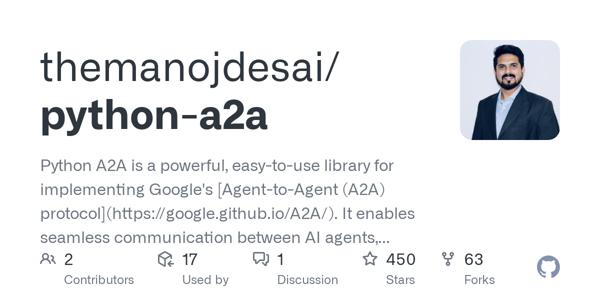 themanojdesai/
python-a2a
Python A2A is a powerful, easy-to-use library for
implementing Google's [Agent-to-Agent (A2A)
protocol](https://google.github.io/A2A/). It enables
seamless communication between AI agents,...
2 17 1 450 63
Contributors Used by Discussion Stars Forks